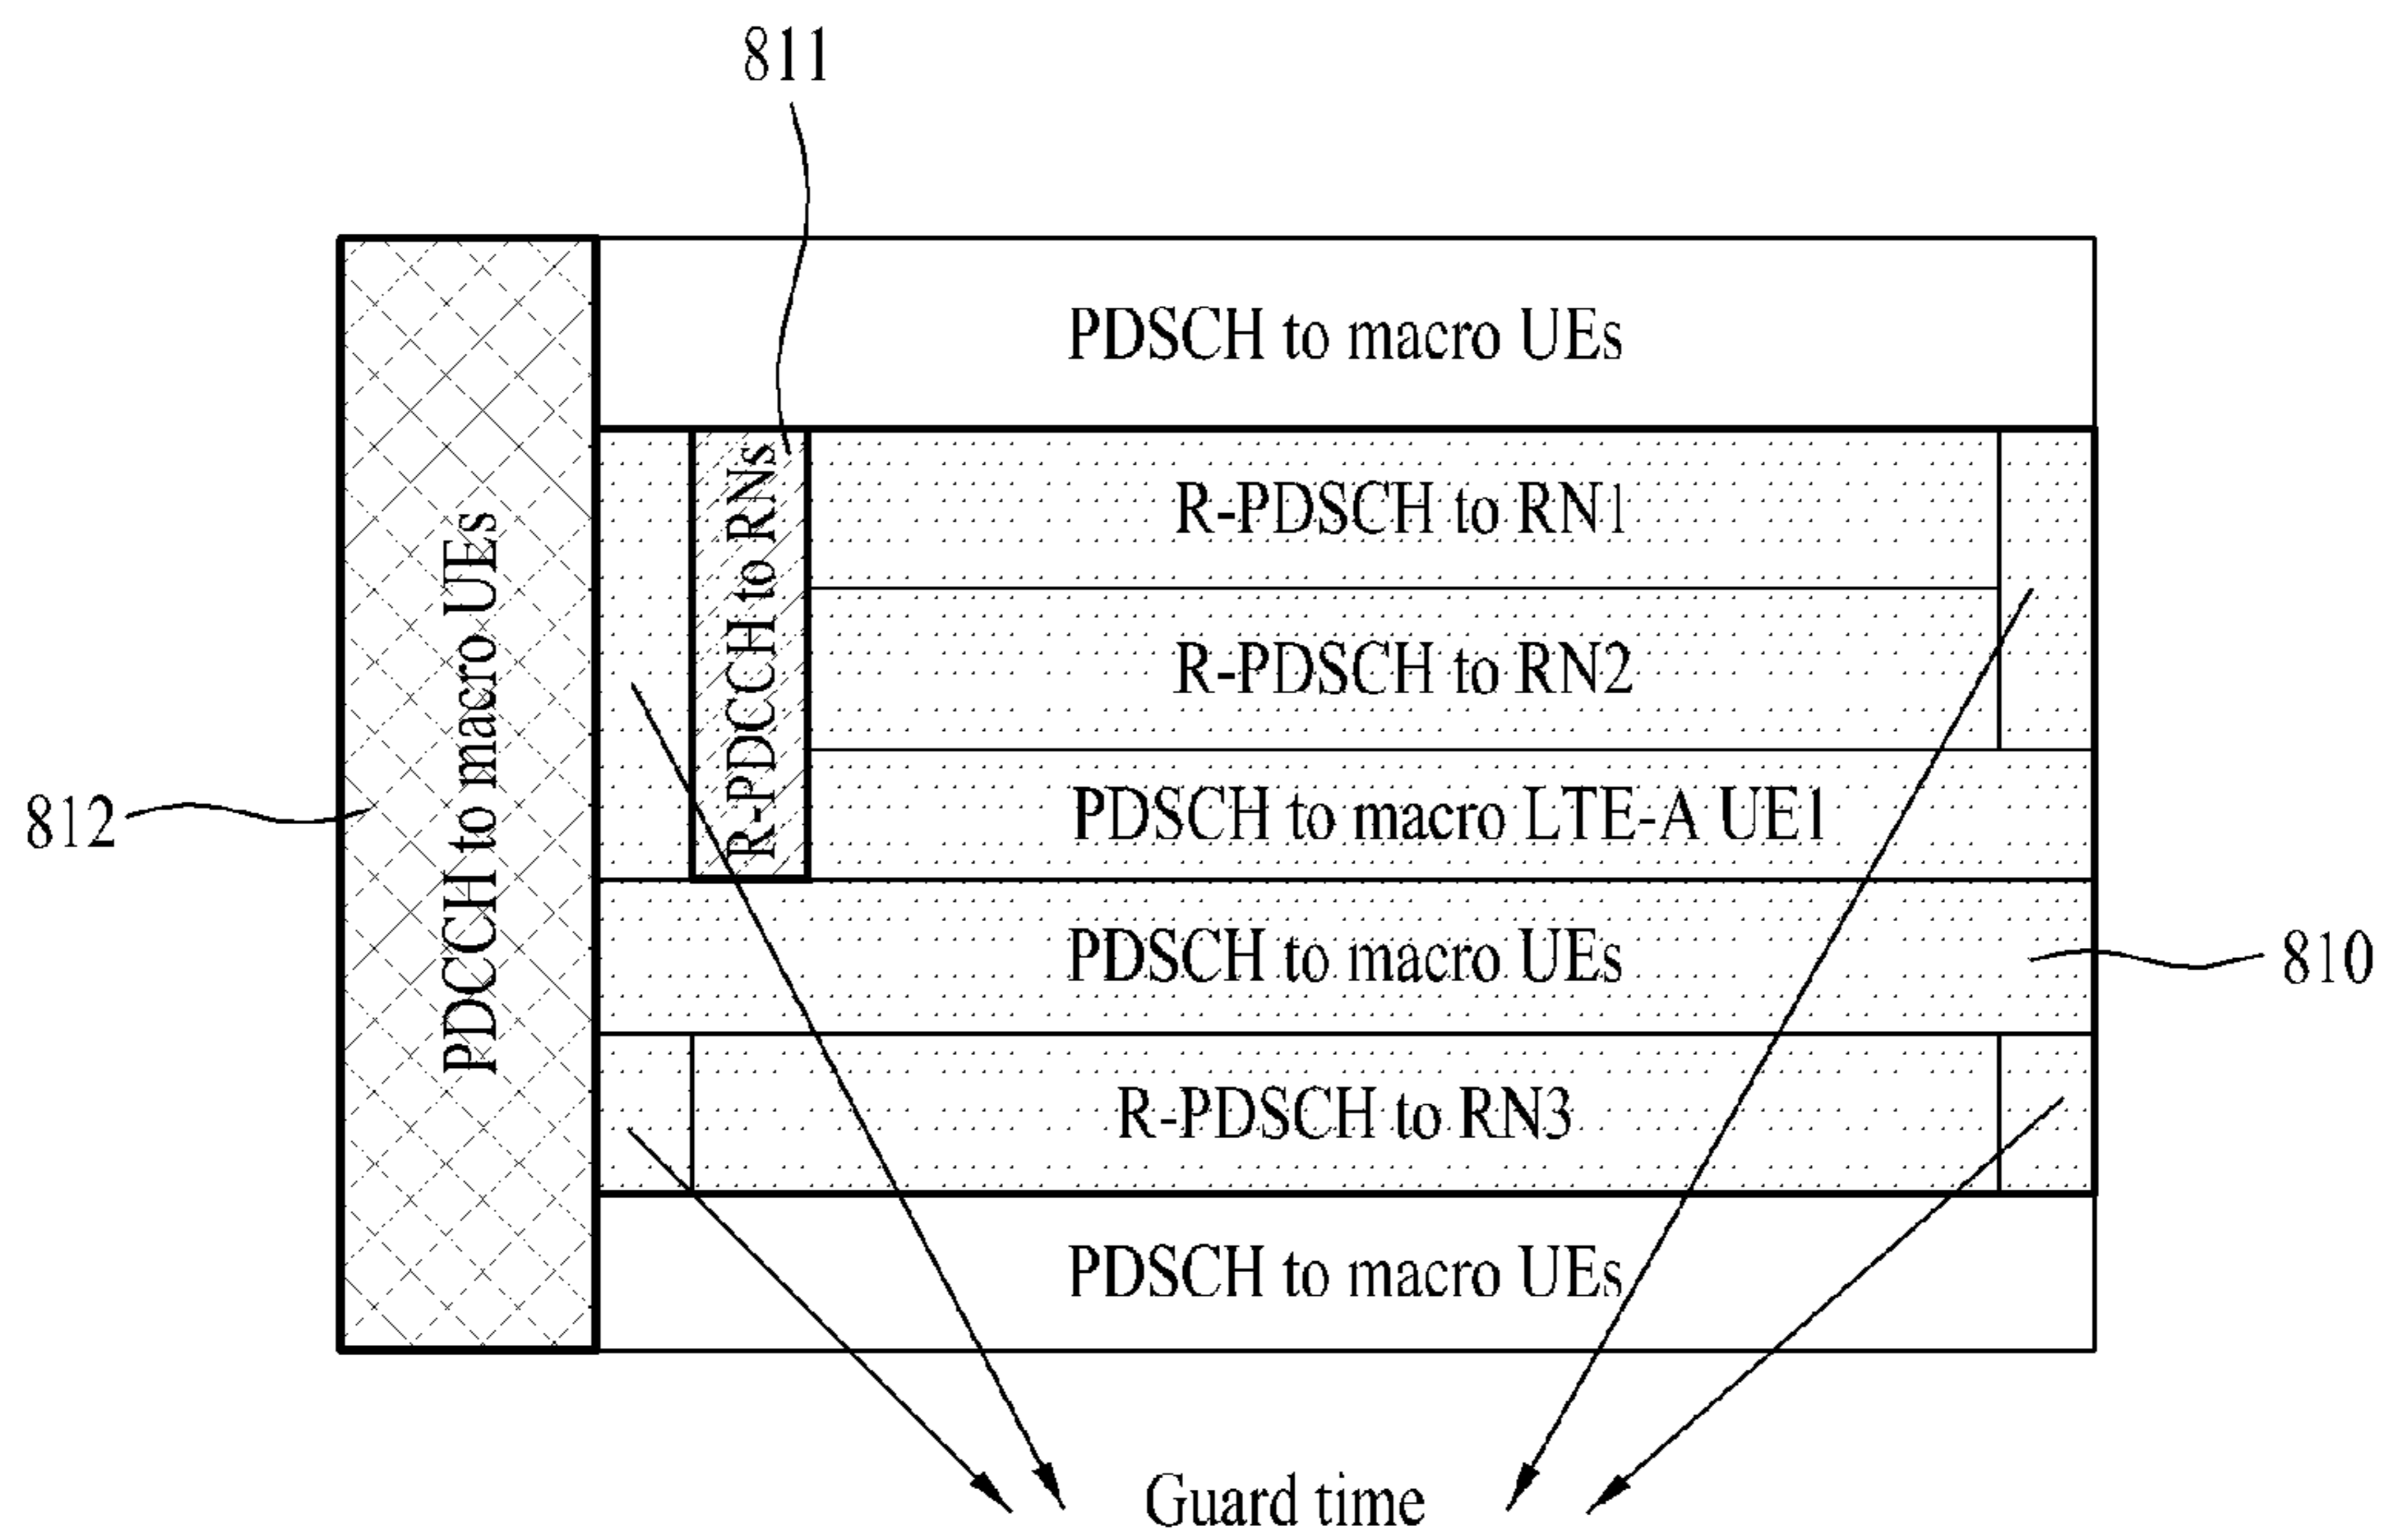 811
PDSCH to macro UEs
R-PDCCH to RNs
R-PDSCH to RN1
PDCCH to macro UEs
R-PDSCH to RN2
812
PDSCH to macro LTE-A UE1
PDSCH to macro UEs
810
R-PDSCH to RN3
PDSCH to macro UEs
Guard time